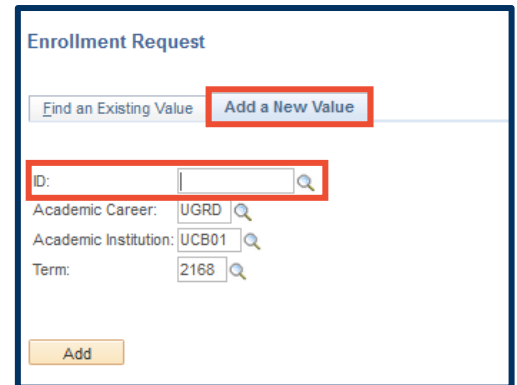 Enrollment Request
Find an Existing Value Add a New Value
ID:
Academic Career: UGRD
Academic Institution: UCB01
Term: 2168
Add